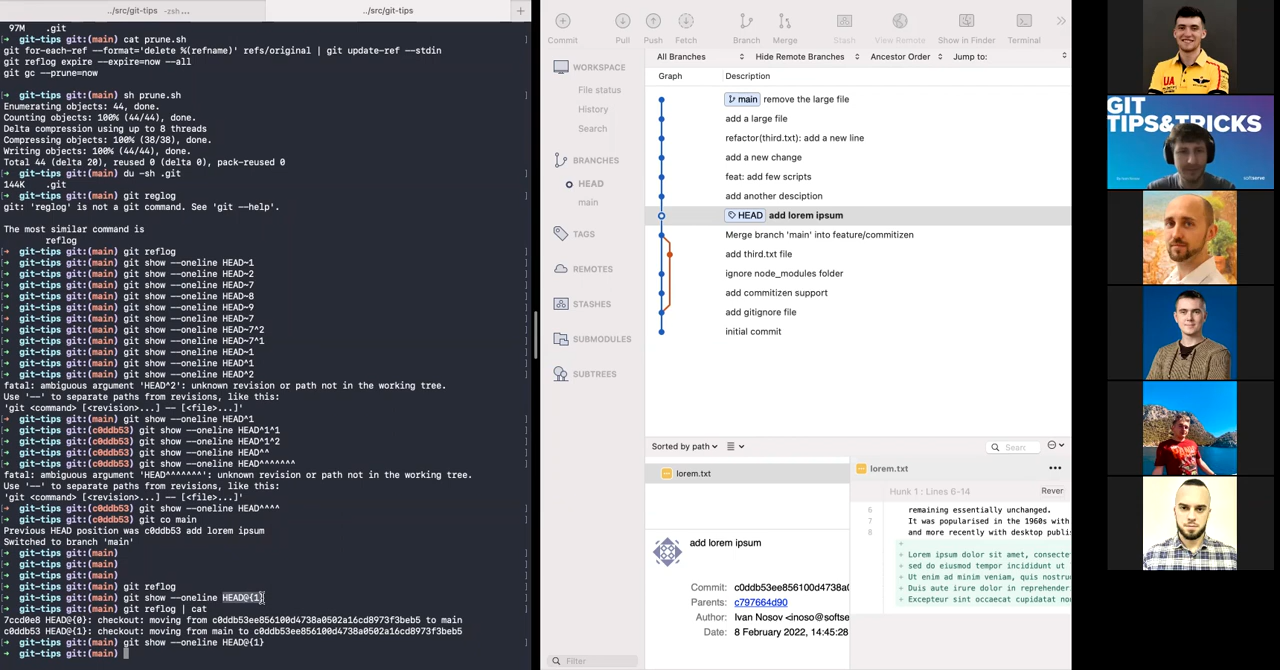 ../src/git-tips -zsh ...
../src/git-tips
97M .git
git-tips git:(main) cat prune.sh
git for-each-ref --format='delete %(refname)' refs/original | git update-ref --stdin
git reflog expire --expire=now --all
git gc --prune=now
git-tips git:(main) sh prune.sh
Enumerating objects: 44, done.
Counting objects: 100% (44/44), done.
Delta compression using up to 8 threads
Compressing objects: 100% (38/38), done.
Writing objects: 100% (44/44), done.
Total 44 (delta 20), reused 0 (delta 0), pack-reused 0
git-tips git:(main) du -sh .git
144K .git
git-tips git:(main) git reglog
git: 'reglog' is not a git command. See 'git --help'.
The most similar command is
reflog
git-tips git:(main) git reflog
git-tips git:(main) git show --oneline HEAD~1
git-tips git:(main) git show --oneline HEAD~2
git-tips git:(main) git show --oneline HEAD~7
git-tips git:(main) git show --oneline HEAD~8
git-tips git:(main) git show --oneline HEAD~9
git-tips git:(main) git show --oneline HEAD~7
git-tips git:(main) git show --oneline HEAD~7^2
git-tips git:(main) git show --oneline HEAD~7^1
git-tips git:(main) git show --oneline HEAD~1
git-tips git:(main) git show --oneline HEAD^1
git-tips git:(main) git show --oneline HEAD^2
fatal: ambiguous argument 'HEAD^2': unknown revision or path not in the working tree.
Use '--' to separate paths from revisions, like this:
'git <command> [<revision>...] -- [<file>...]'
git-tips git:(main) git show --oneline HEAD^1
git-tips git:(c0ddb53) git show --oneline HEAD^1^1
git-tips git:(c0ddb53) git show --oneline HEAD^1^2
git-tips git:(c0ddb53) git show --oneline HEAD^^
git-tips git:(c0ddb53) git show --oneline HEAD^^^^^^^
fatal: ambiguous argument 'HEAD^^^^^^^': unknown revision or path not in the working tree.
Use '--' to separate paths from revisions, like this:
'git <command> [<revision>...] -- [<file>...]'
git-tips git:(c0ddb53) git show --oneline HEAD^^^^
git-tips git:(c0ddb53) git co main
Previous HEAD position was c0ddb53 add lorem ipsum
Switched to branch 'main'
git-tips git:(main)
git-tips git:(main)
git-tips git:(main)
git-tips git:(main) git reflog
git-tips git:(main) git show --oneline HEAD@{1}
git-tips git:(main) git reflog | cat
7ccd0e8 HEAD@{0}: checkout: moving from c0ddb53ee856100d4738a0502a16cd8973f3beb5 to main
c0ddb53 HEAD@{1}: checkout: moving from main to c0ddb53ee856100d4738a0502a16cd8973f3beb5
git-tips git:(main) git show --oneline HEAD@{1}
git-tips git:(main)
Commit Pull Push Fetch Branch Merge Stash View Remote Show in Finder Terminal
WORKSPACE
File status
History
Search
BRANCHES
HEAD
main
TAGS
REMOTES
STASHES
SUBMODULES
SUBTREES
Filter
All Branches Hide Remote Branches Ancestor Order Jump to:
Graph Description
main remove the large file
add a large file
refactor(third.txt): add a new line
add a new change
feat: add few scripts
add another desciption
HEAD add lorem ipsum
Merge branch 'main' into feature/commitizen
add third.txt file
ignore node_modules folder
add commitizen support
add gitignore file
initial commit
Sorted by path
Searc
lorem.txt
add lorem ipsum
Commit: c0ddb53ee856100d4738a0
Parents: c797664d90
Author: Ivan Nosov <inoso@softse
Date: 8 February 2022, 14:45:28
lorem.txt
Hunk 1 : Lines 6-14 Rever
6 remaining essentially unchanged.
7 It was popularised in the 1960s with
8 and more recently with desktop publis
+
+ Lorem ipsum dolor sit amet, consecte
+ sed do eiusmod tempor incididunt ut
+ Ut enim ad minim veniam, quis nostru
+ Duis aute irure dolor in reprehender
+ Excepteur sint occaecat cupidatat no
UA
GIT
TIPS&TRICKS
softserve